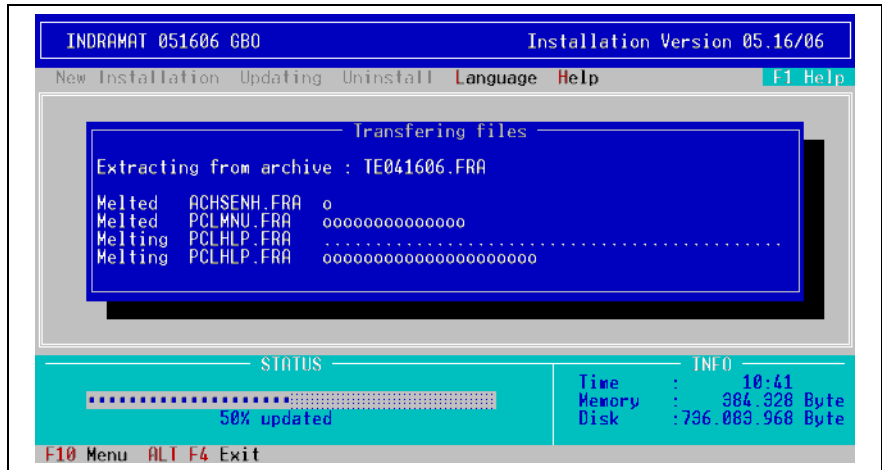 INDRAMAT 051606 GBO Installation Version 05.16/06
New Installation Updating Uninstall Language Help F1 Help
Transfering files
Extracting from archive : TE041606.FRA
Melted ACHSENH.FRA o
Melted PCLMNU.FRA oooooooooooooo
Melting PCLHLP.FRA .............................................
Melting PCLHLP.FRA ooooooooooooooooooooo
STATUS
50% updated
INFO
Time : 10:41
Memory : 384.328 Byte
Disk :736.083.968 Byte
F10 Menu ALT F4 Exit